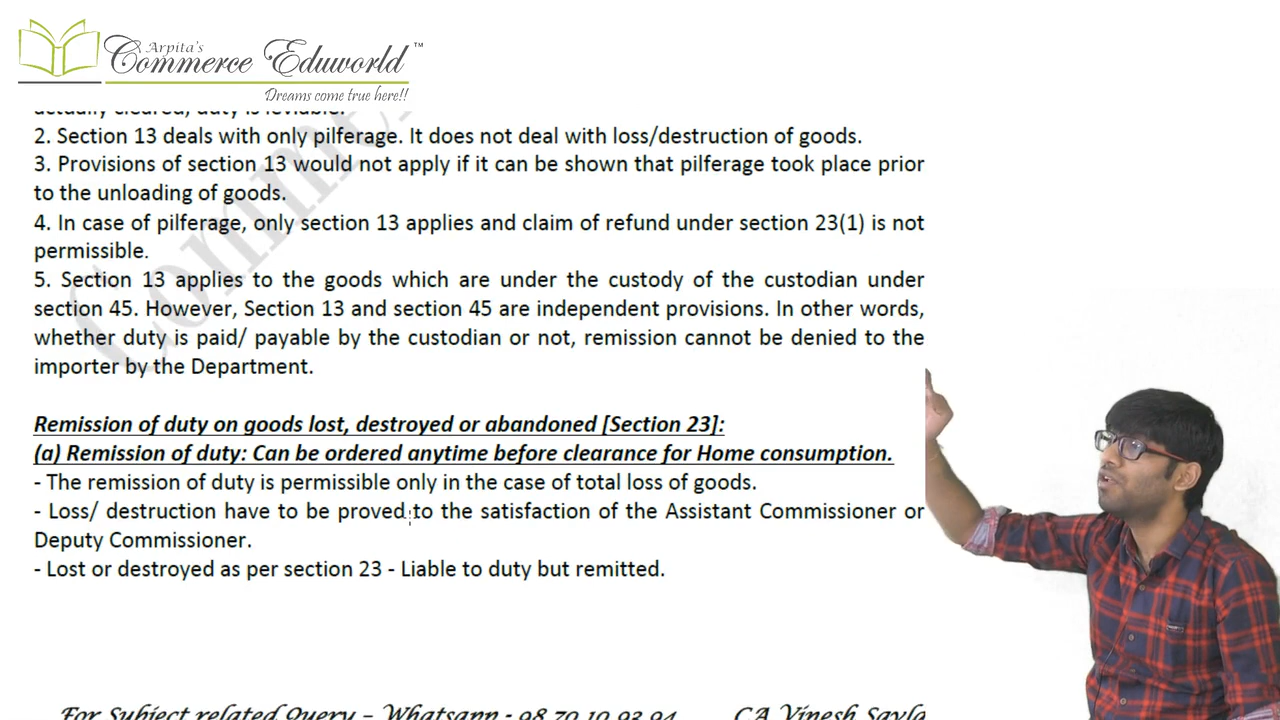 Arpita's
Commerce Eduworld™
Dreams come true here!!
actually cleared, duty is leviable.
2. Section 13 deals with only pilferage. It does not deal with loss/destruction of goods.
3. Provisions of section 13 would not apply if it can be shown that pilferage took place prior
to the unloading of goods.
4. In case of pilferage, only section 13 applies and claim of refund under section 23(1) is not
permissible.
5. Section 13 applies to the goods which are under the custody of the custodian under
section 45. However, Section 13 and section 45 are independent provisions. In other words,
whether duty is paid/ payable by the custodian or not, remission cannot be denied to the
importer by the Department.
Remission of duty on goods lost, destroyed or abandoned [Section 23]:
(a) Remission of duty: Can be ordered anytime before clearance for Home consumption.
- The remission of duty is permissible only in the case of total loss of goods.
- Loss/ destruction have to be proved to the satisfaction of the Assistant Commissioner or
Deputy Commissioner.
- Lost or destroyed as per section 23 - Liable to duty but remitted.
For Subject related Query – Whatsapp - 98 70 10 93 94 CA Vinesh Savla